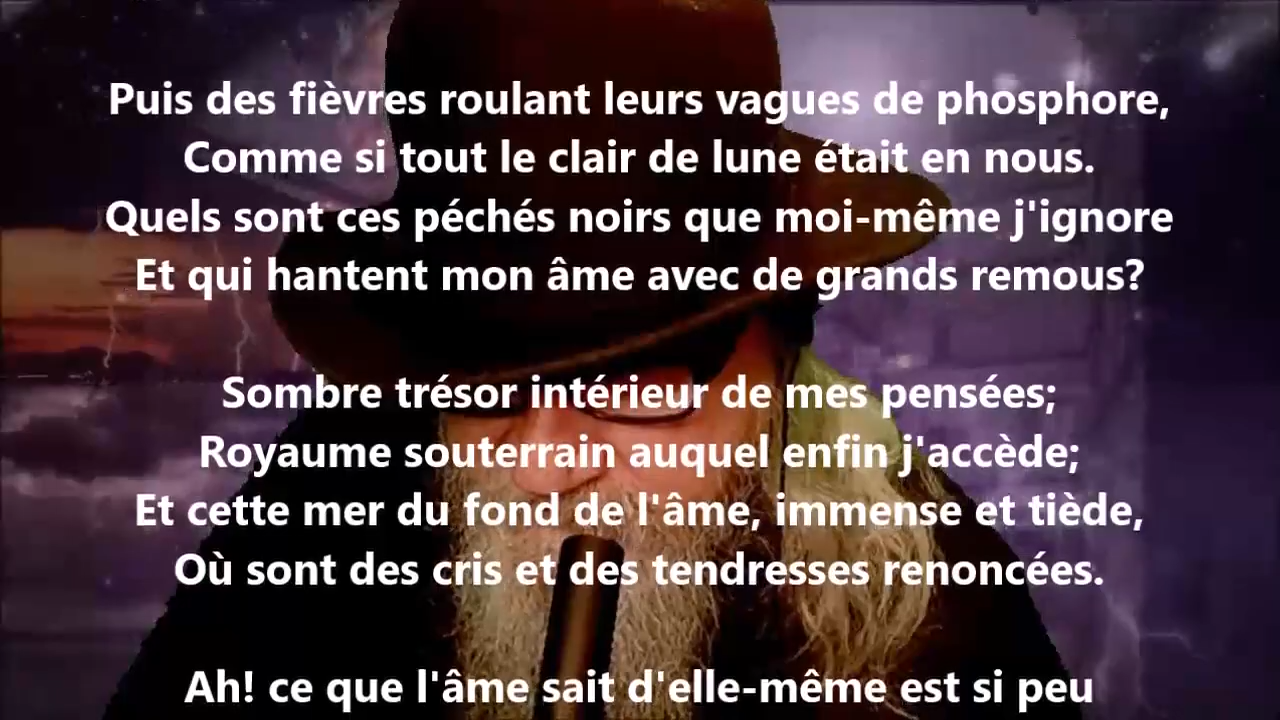 Puis des fièvres roulant leurs vagues de phosphore,
Comme si tout le clair de lune était en nous.
Quels sont ces péchés noirs que moi-même j'ignore
Et qui hantent mon âme avec de grands remous?
Sombre trésor intérieur de mes pensées;
Royaume souterrain auquel enfin j'accède;
Et cette mer du fond de l'âme, immense et tiède,
Où sont des cris et des tendresses renoncées.
Ah! ce que l'âme sait d'elle-même est si peu